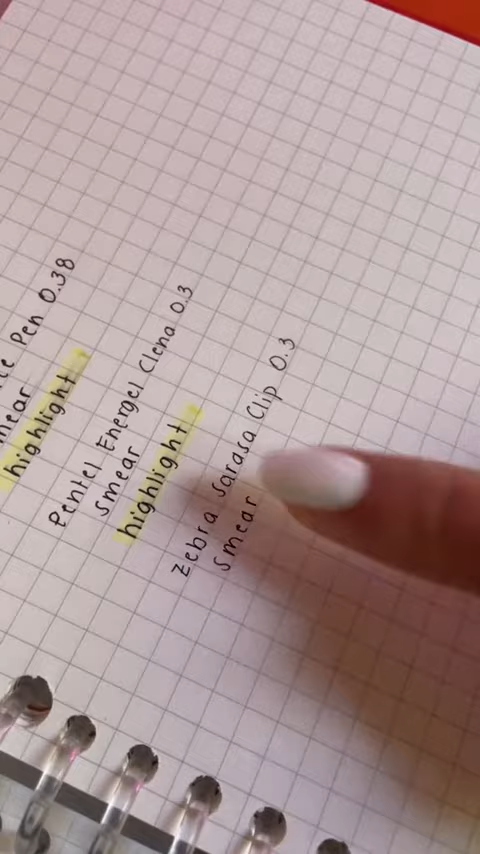 Pen 0.38
highlight
Pentel Energel Clena 0.3
smear
highlight
Zebra Sarasa Clip 0.3
smear